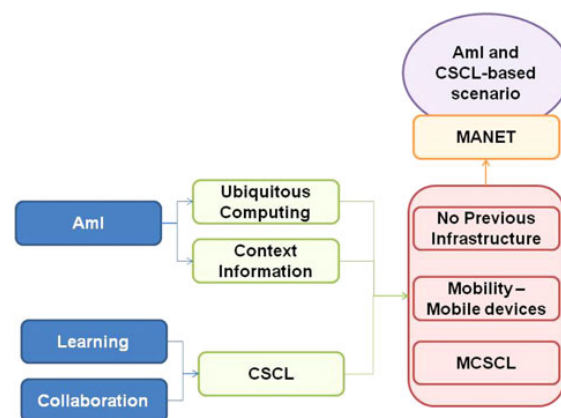 AmI and
CSCL-based
scenario
MANET
Ubiquitous
Computing
AmI
Context
Information
No Previous
Infrastructure
Mobility –
Mobile devices
MCSCL
Learning
CSCL
Collaboration